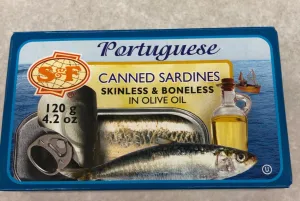 Portuguese
S&F
CANNED SARDINES
SKINLESS & BONELESS
IN OLIVE OIL
120 g
4.2 oz
U